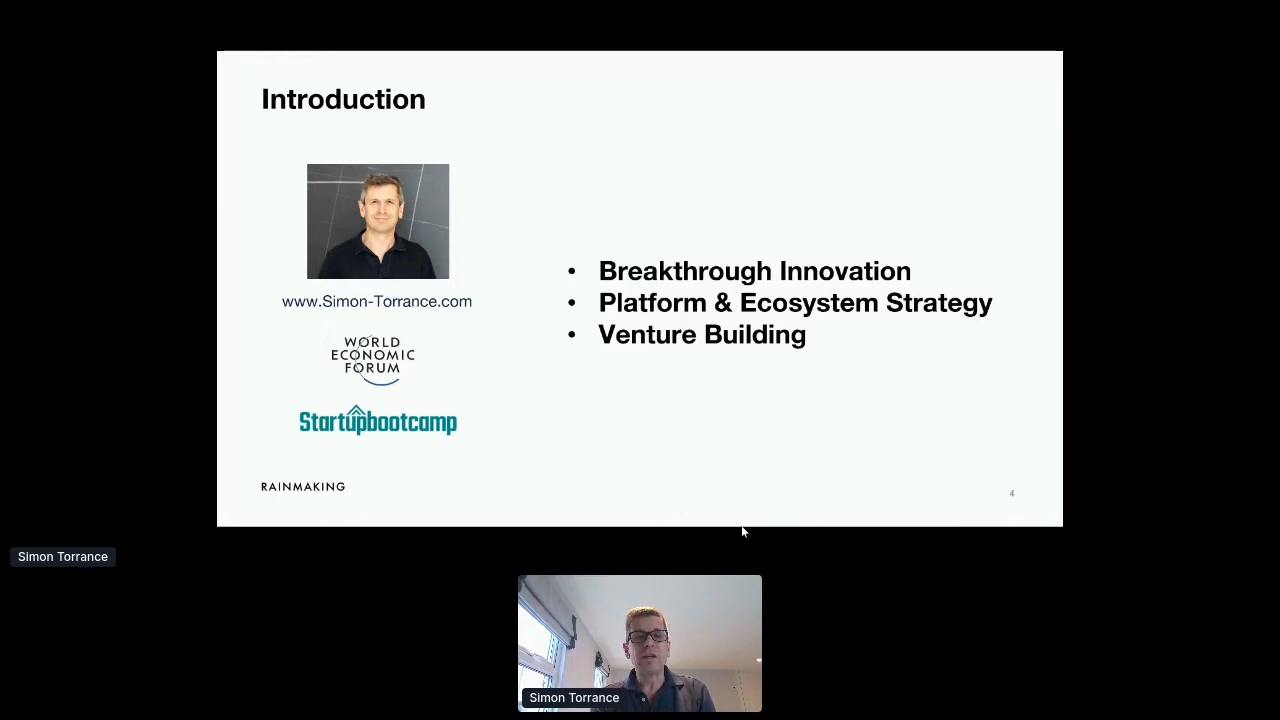 Introduction
www.Simon-Torrance.com
WORLD
ECONOMIC
FORUM
Startupbootcamp
• Breakthrough Innovation
• Platform & Ecosystem Strategy
• Venture Building
RAINMAKING
4
Simon Torrance
Simon Torrance